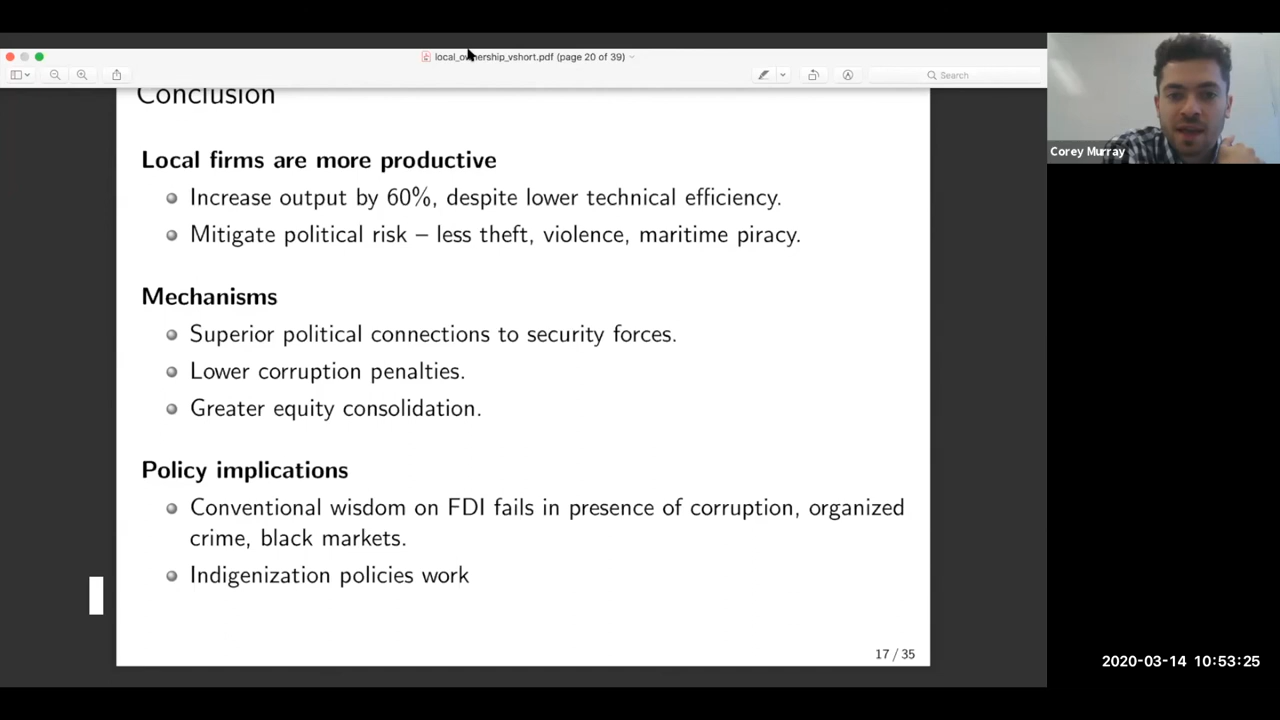 local_ownership_vshort.pdf (page 20 of 39)
Search
Conclusion
Local firms are more productive
Increase output by 60%, despite lower technical efficiency.
Mitigate political risk – less theft, violence, maritime piracy.
Mechanisms
Superior political connections to security forces.
Lower corruption penalties.
Greater equity consolidation.
Policy implications
Conventional wisdom on FDI fails in presence of corruption, organized
crime, black markets.
Indigenization policies work
17 / 35
Corey Murray
2020-03-14 10:53:25